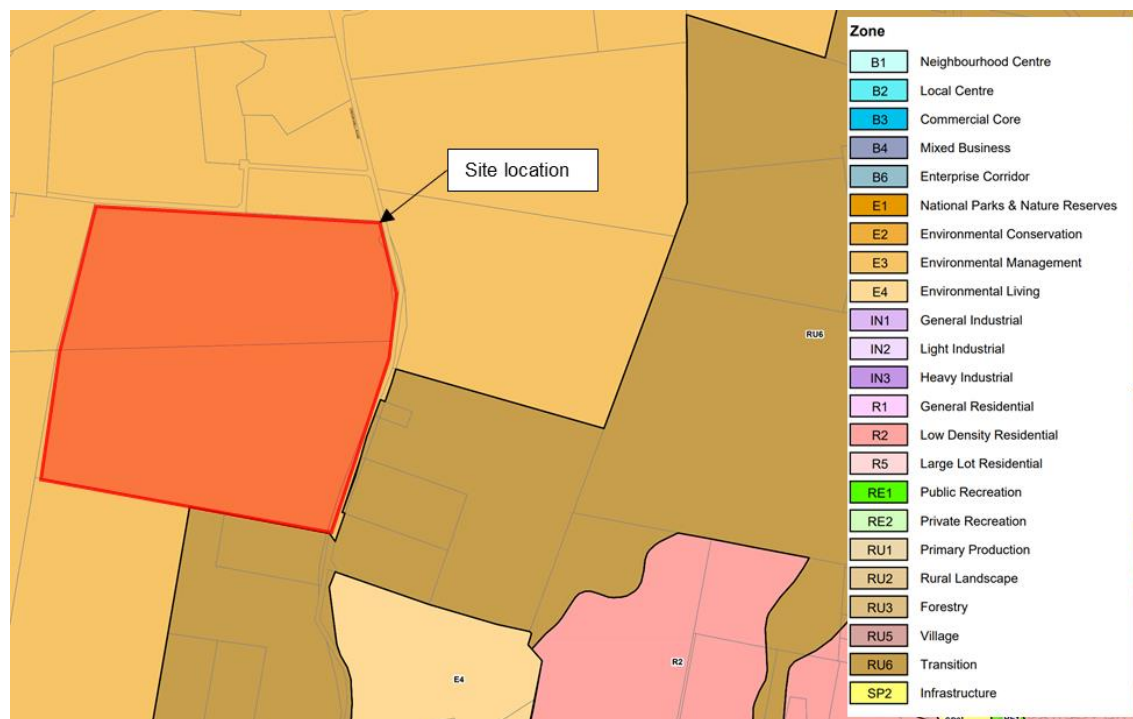 Site location
RU6
R2
E4
Zone
B1 Neighbourhood Centre
B2 Local Centre
B3 Commercial Core
B4 Mixed Business
B6 Enterprise Corridor
E1 National Parks & Nature Reserves
E2 Environmental Conservation
E3 Environmental Management
E4 Environmental Living
IN1 General Industrial
IN2 Light Industrial
IN3 Heavy Industrial
R1 General Residential
R2 Low Density Residential
R5 Large Lot Residential
RE1 Public Recreation
RE2 Private Recreation
RU1 Primary Production
RU2 Rural Landscape
RU3 Forestry
RU5 Village
RU6 Transition
SP2 Infrastructure